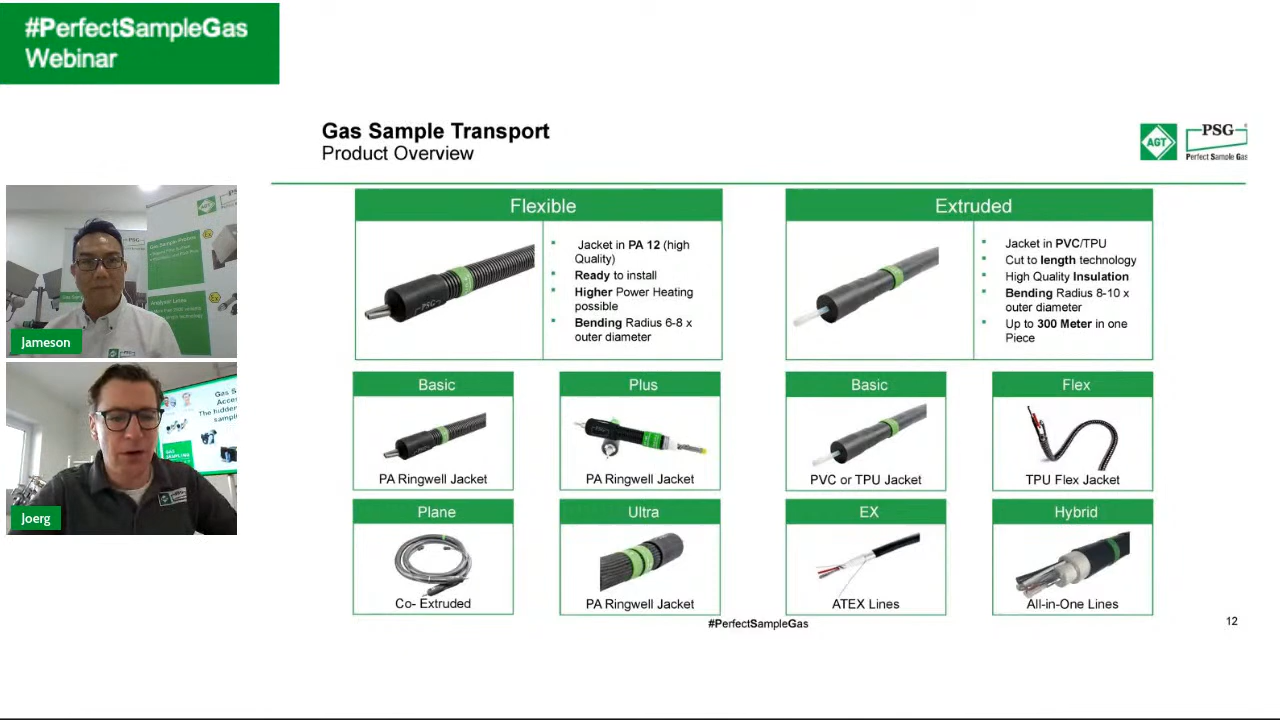 #PerfectSampleGas
Webinar
Gas Sample Transport
Product Overview
AGT
PSG
Perfect Sample Gas
Flexible
Jacket in PA 12 (high
Quality)
Ready to install
Higher Power Heating
possible
Bending Radius 6-8 x
outer diameter
Extruded
Jacket in PVC/TPU
Cut to length technology
High Quality Insulation
Bending Radius 8-10 x
outer diameter
Up to 300 Meter in one
Piece
Basic
PA Ringwell Jacket
Plus
PA Ringwell Jacket
Basic
PVC or TPU Jacket
Flex
TPU Flex Jacket
Plane
Co- Extruded
Ultra
PA Ringwell Jacket
EX
ATEX Lines
Hybrid
All-in-One Lines
#PerfectSampleGas
12
Jameson
Joerg